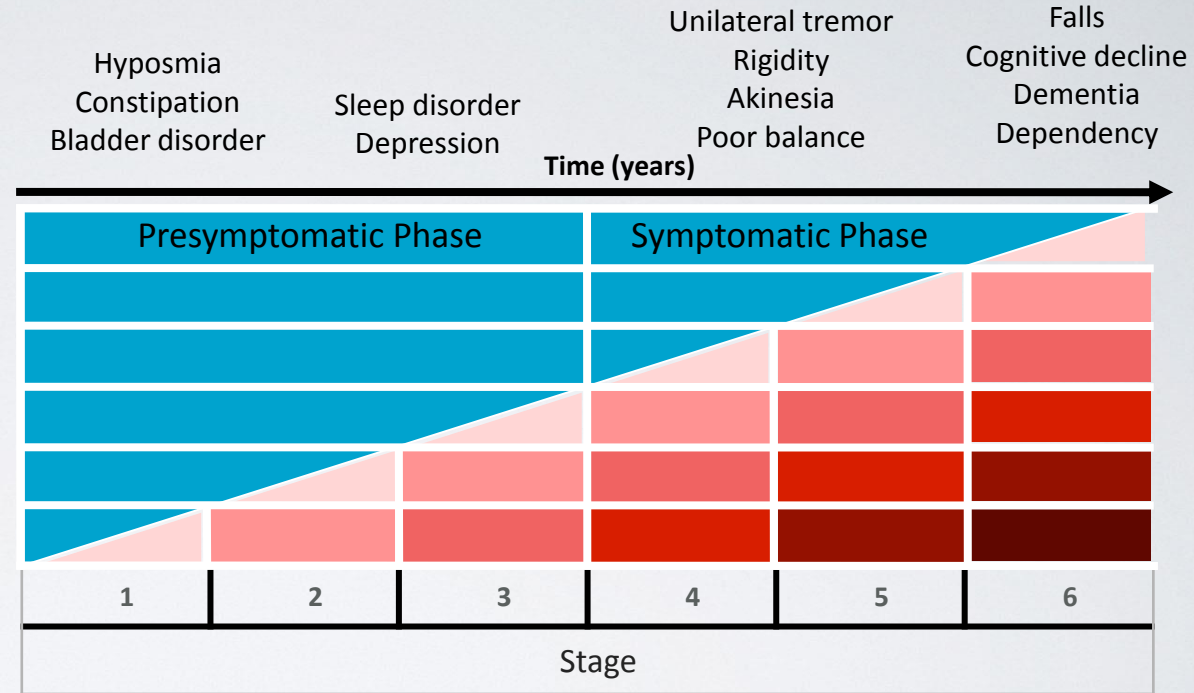 Hyposmia
Constipation
Bladder disorder
Sleep disorder
Depression
Unilateral tremor
Rigidity
Akinesia
Poor balance
Falls
Cognitive decline
Dementia
Dependency
Time (years)
Presymptomatic Phase
Symptomatic Phase
1 2 3 4 5 6
Stage